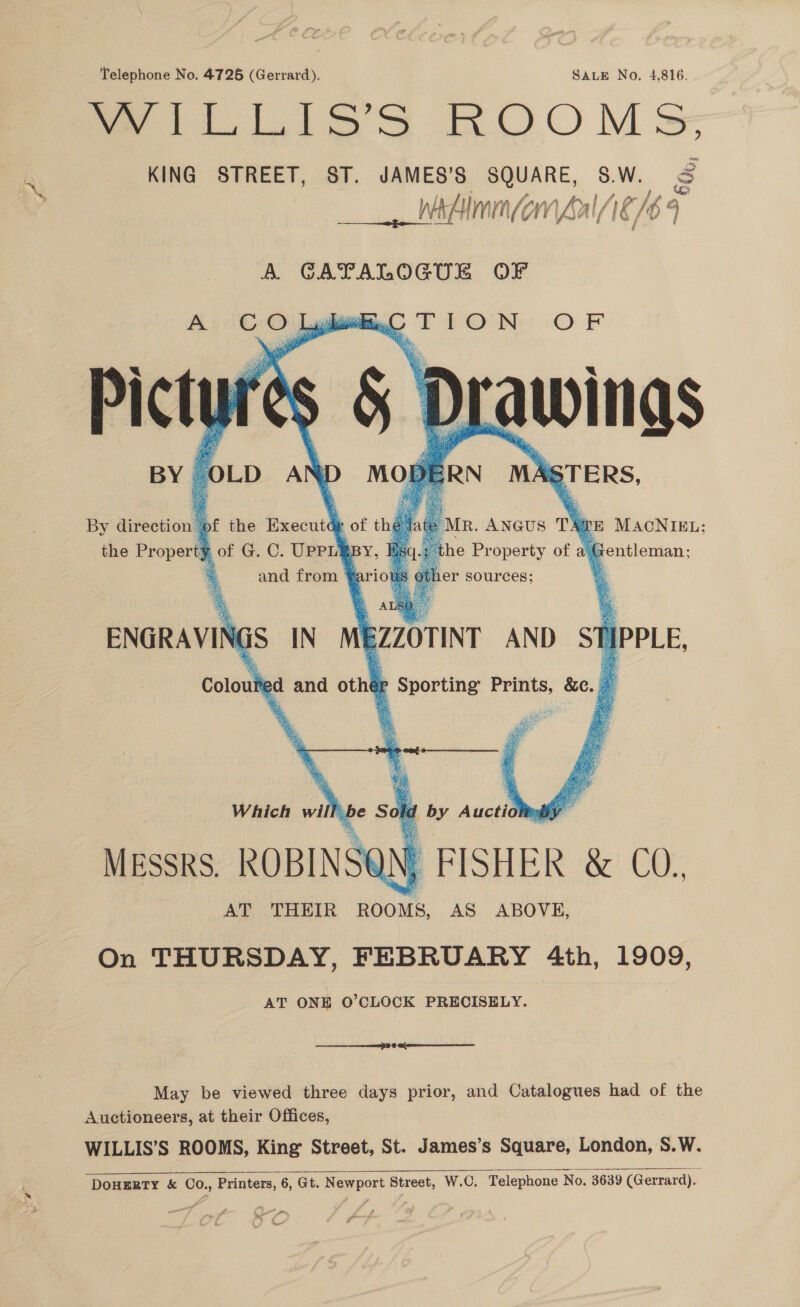 Telephone No. 4725 (Gerrard). SALE No. 4,816.
WILLIS'S ROOMS,
KING STREET, ST. JAMES'S SQUARE, S.W.
A CATALOGUE OF
A COLLECTION OF
Pictures & Drawings
BY OLD AND MODERN MASTERS,
By direction of the Executor of the late MR. ANGUS TATE MACNIEL;
the Property of G. C. UPPLEBY, Esq.; the Property of a Gentleman;
and from various other sources;
ALSO
ENGRAVINGS IN MEZZOTINT AND STIPPLE,
Coloured and other Sporting Prints, &c.
Which will be Sold by Auction by
MESSRS. ROBINSON, FISHER & CO.,
AT THEIR ROOMS, AS ABOVE,
On THURSDAY, FEBRUARY 4th, 1909,
AT ONE O'CLOCK PRECISELY.
May be viewed three days prior, and Catalogues had of the
Auctioneers, at their Offices,
WILLIS'S ROOMS, King Street, St. James's Square, London, S.W.
DOHERTY & CO., Printers, 6, Gt. Newport Street, W.C. Telephone No. 3639 (Gerrard).
Lot 80